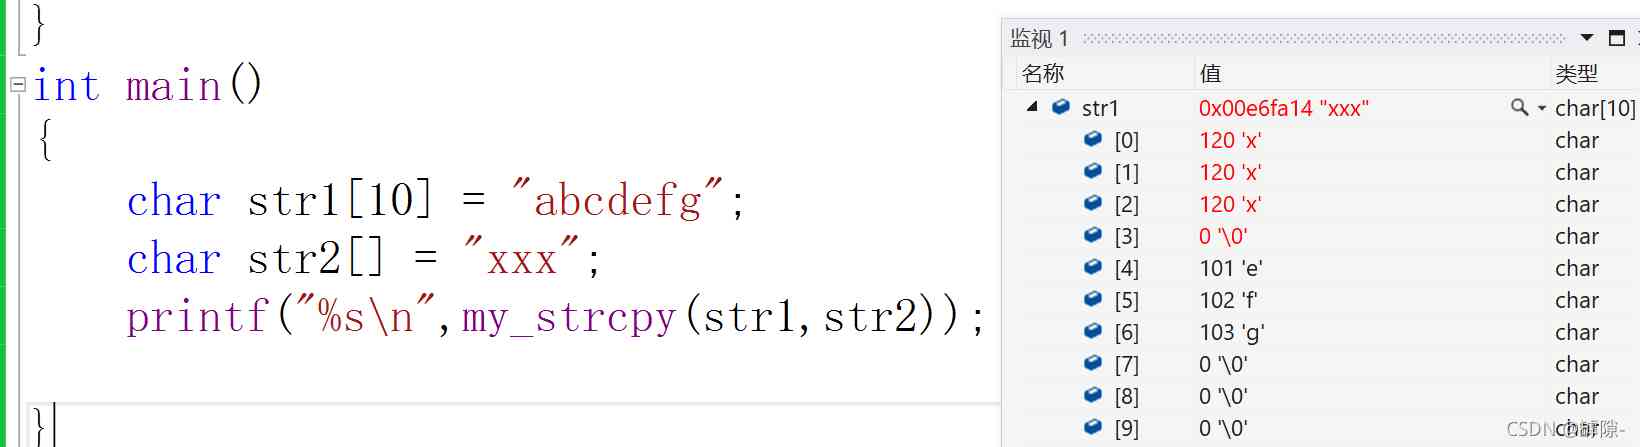 }
int main()
{
char str1[10] = "abcdefg";
char str2[] = "xxx";
printf("%s\n",my_strcpy(str1,str2));
}
监视 1
名称 值 类型
str1 0x00e6fa14 "xxx" char[10]
[0] 120 'x' char
[1] 120 'x' char
[2] 120 'x' char
[3] 0 '\0' char
[4] 101 'e' char
[5] 102 'f' char
[6] 103 'g' char
[7] 0 '\0' char
[8] 0 '\0' char
[9] 0 '\0' char
CSDN